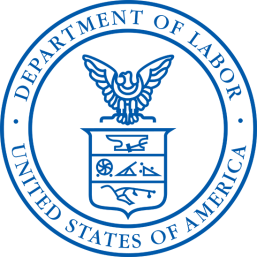 DEPARTMENT OF LABOR
UNITED STATES OF AMERICA